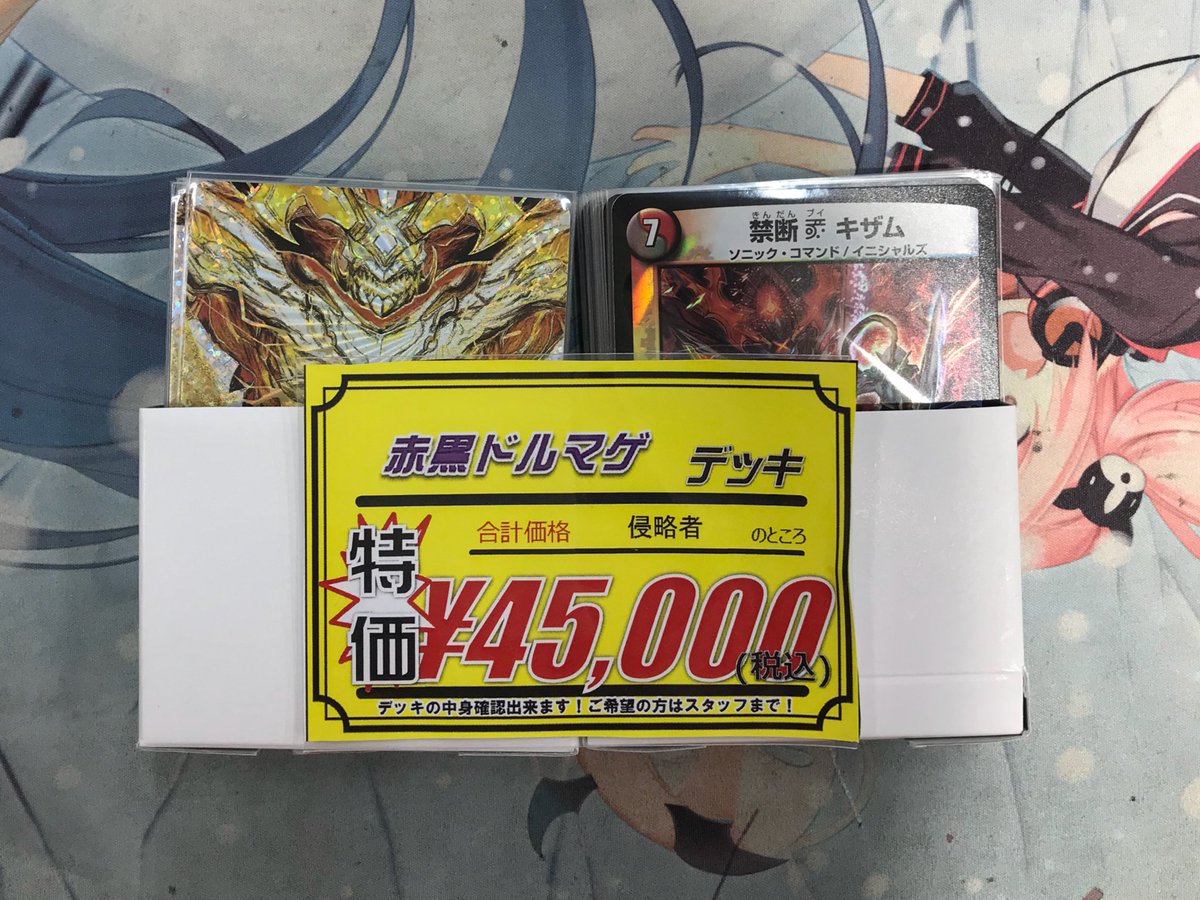 7
きんだん ブイ
禁断 キザム
ソニック・コマンド/イニシャルズ
赤黒ドルマゲ デッキ
合計価格 侵略者 のところ
特価 ¥45,000
(税込)
デッキの中身確認出来ます!ご希望の方はスタッフまで!